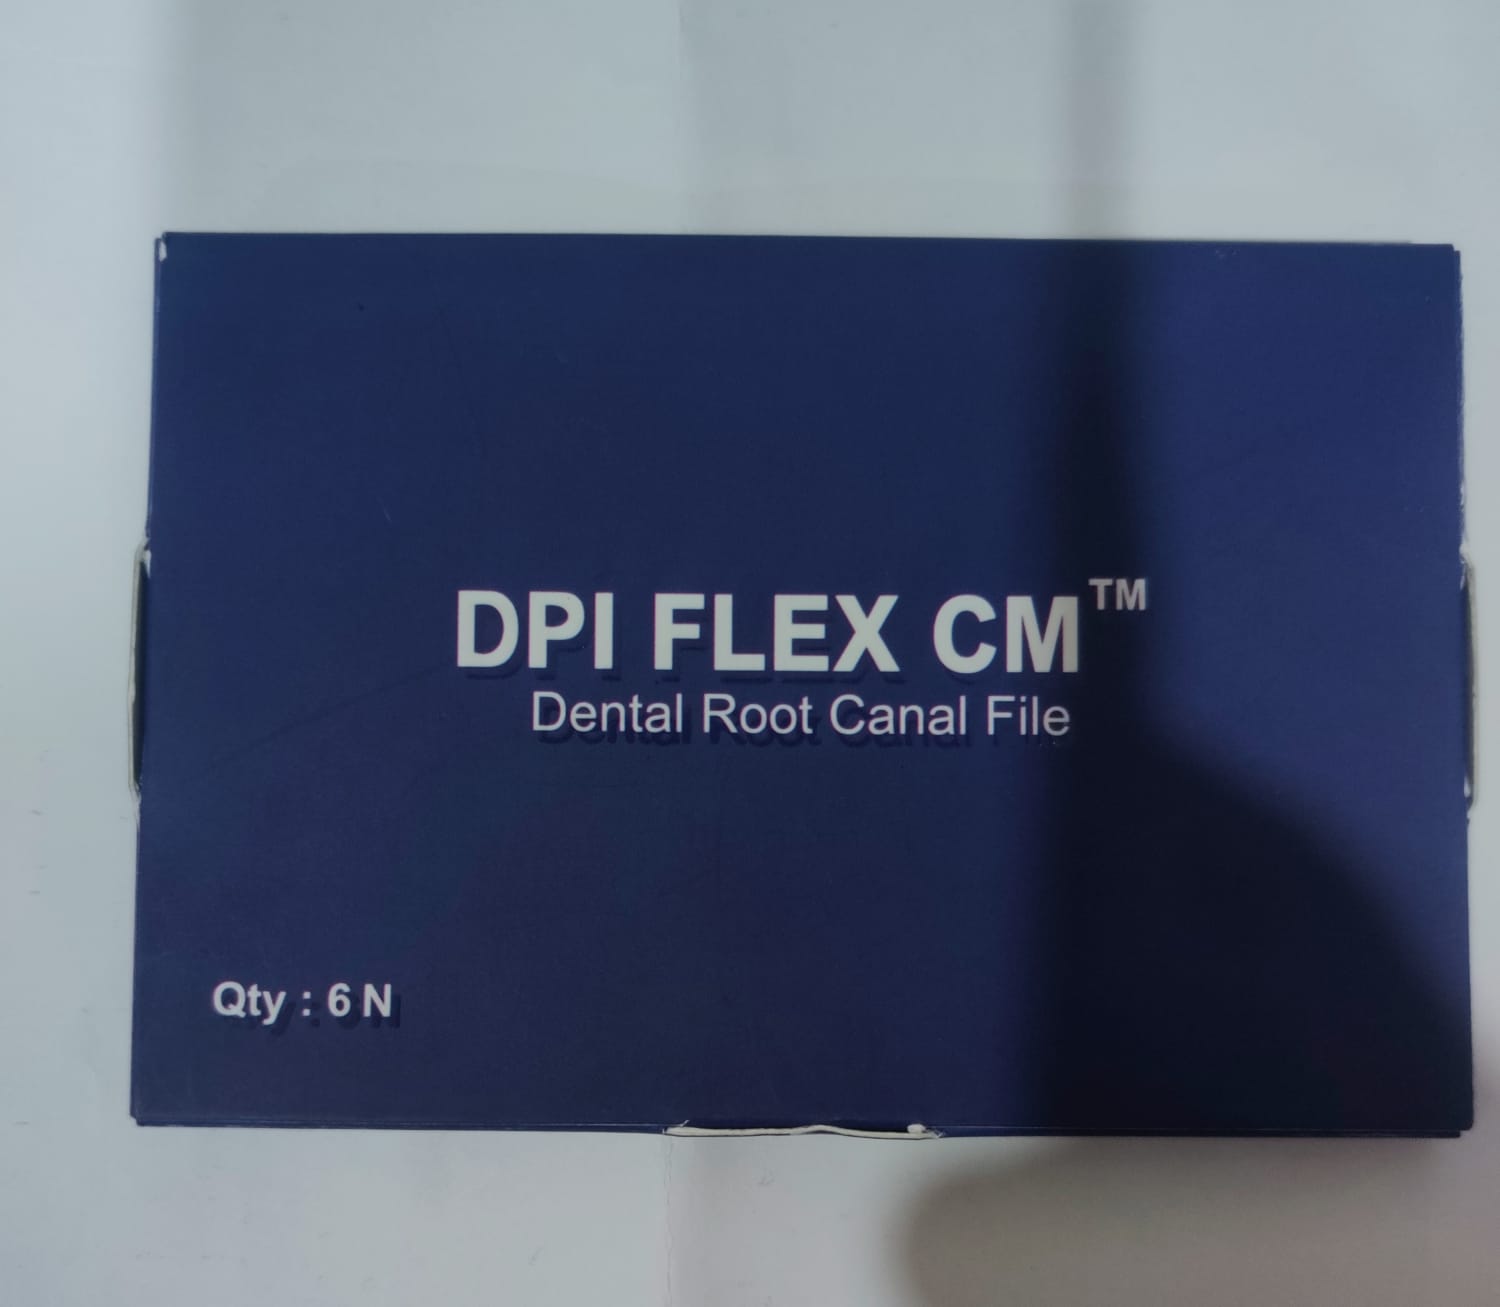 DPI FLEX CM™
Dental Root Canal File
Qty : 6 N